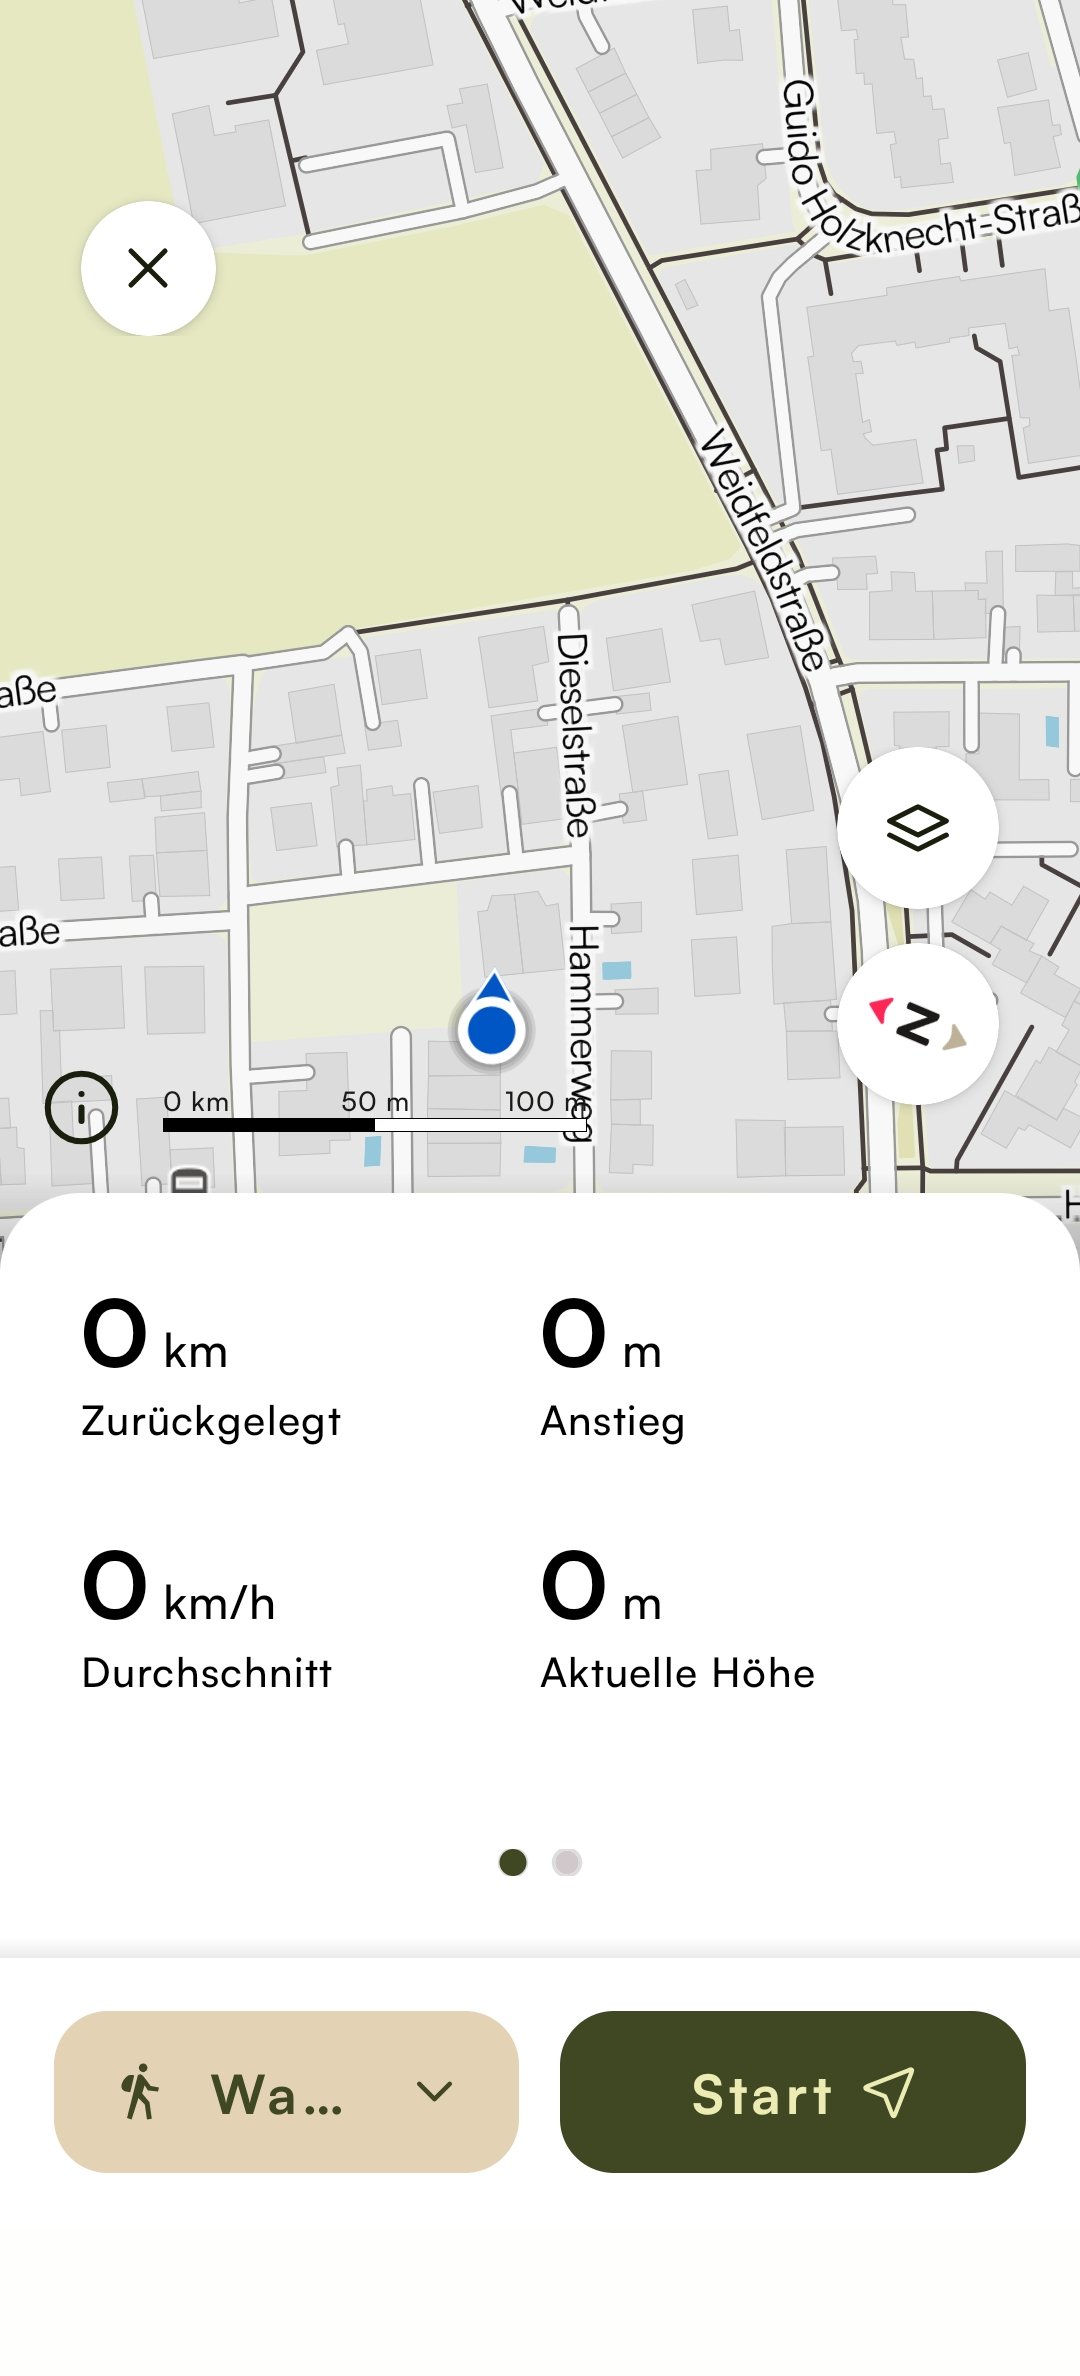 Guido Holzknecht-Straß
Weidfeldstraße
Dieselstraße
aße
aße
Hammerweg
N
0 km 50 m 100 m
H
0 km
Zurückgelegt
0 m
Anstieg
0 km/h
Durchschnitt
0 m
Aktuelle Höhe
Wa...
Start